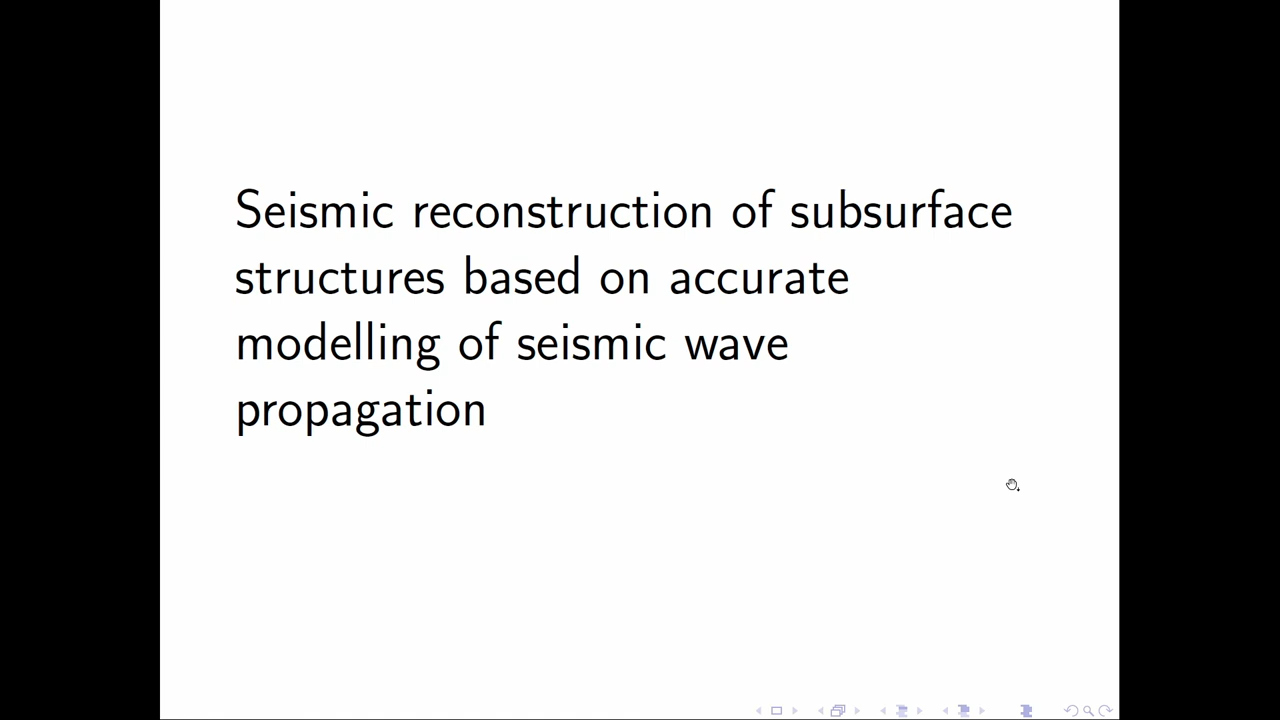 Seismic reconstruction of subsurface
structures based on accurate
modelling of seismic wave
propagation